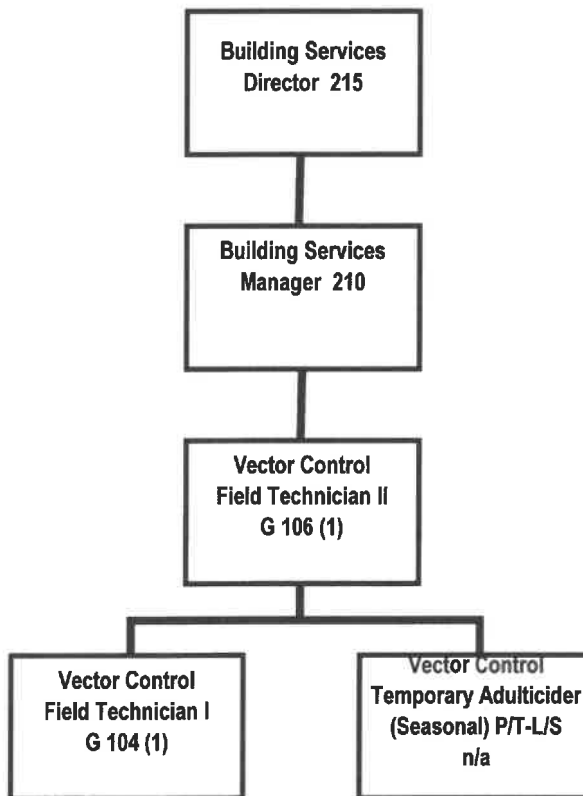 Building Services
Director 215
Building Services
Manager 210
Vector Control
Field Technician II
G 106 (1)
Vector Control
Field Technician I
G 104 (1)
Vector Control
Temporary Adulticider
(Seasonal) P/T-L/S
n/a